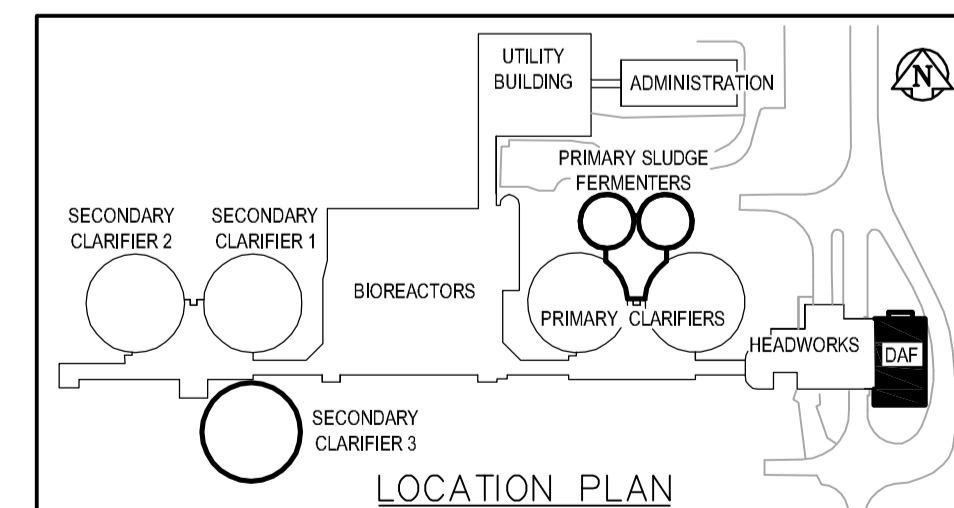 UTILITY
BUILDING
ADMINISTRATION
N
PRIMARY SLUDGE
FERMENTERS
SECONDARY
CLARIFIER 2
SECONDARY
CLARIFIER 1
BIOREACTORS
PRIMARY CLARIFIERS
HEADWORKS
DAF
SECONDARY
CLARIFIER 3
LOCATION PLAN